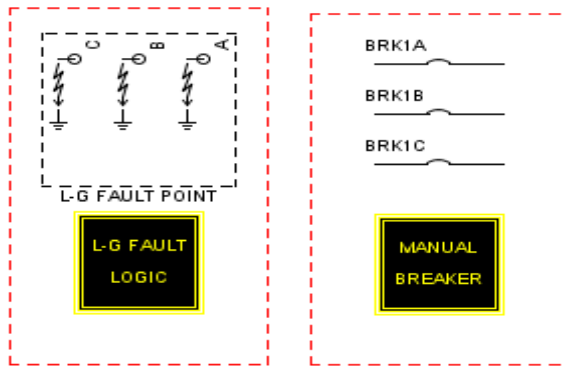 C B A
L-G FAULT POINT
L-G FAULT
LOGIC
BRK1A
BRK1B
BRK1C
MANUAL
BREAKER